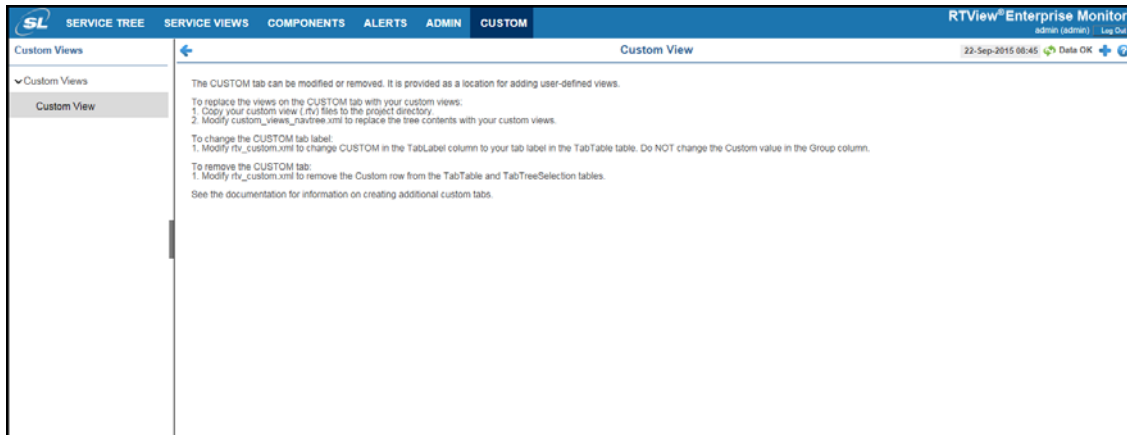 SL SERVICE TREE SERVICE VIEWS COMPONENTS ALERTS ADMIN CUSTOM RTView® Enterprise Monitor
admin (admin) Log Out
Custom Views Custom View 22-Sep-2015 08:45 Data OK ?
Custom Views
Custom View
The CUSTOM tab can be modified or removed. It is provided as a location for adding user-defined views.
To replace the views on the CUSTOM tab with your custom views:
1. Copy your custom view (.rtv) files to the project directory.
2. Modify custom_views_navtree.xml to replace the tree contents with your custom views.
To change the CUSTOM tab label:
1. Modify rtv_custom.xml to change CUSTOM in the TabLabel column to your tab label in the TabTable table. Do NOT change the Custom value in the Group column.
To remove the CUSTOM tab:
1. Modify rtv_custom.xml to remove the Custom row from the TabTable and TabTreeSelection tables.
See the documentation for information on creating additional custom tabs.